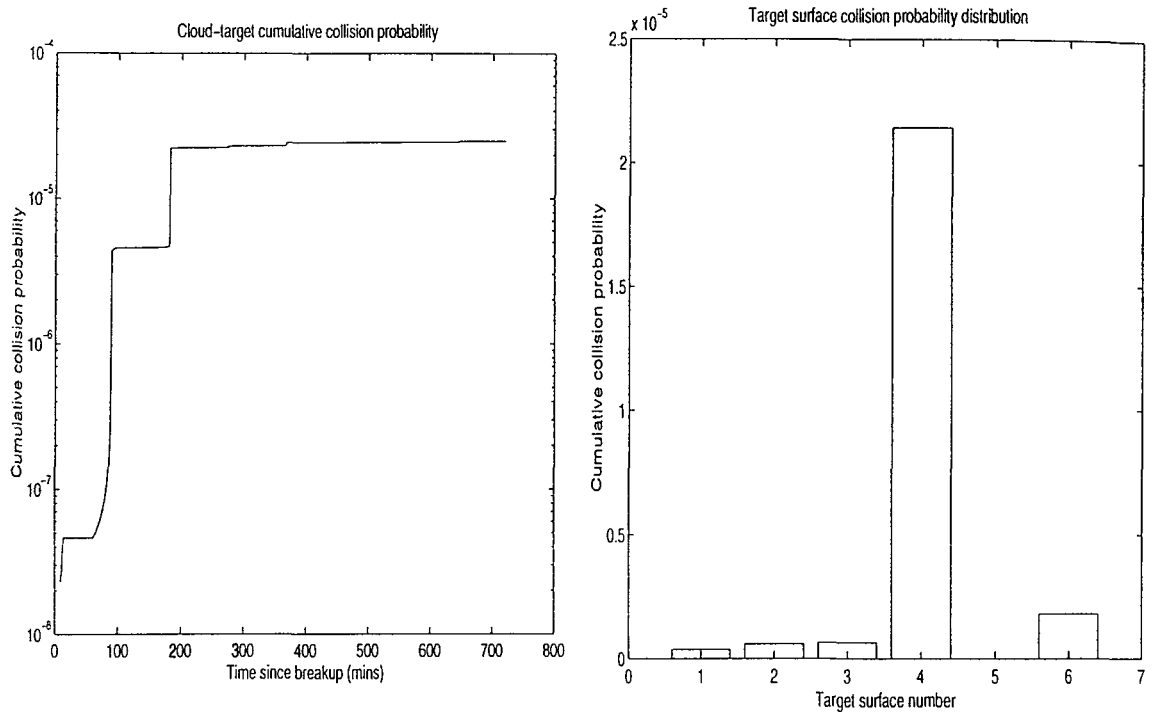 Cloud–target cumulative collision probability
10^-4
10^-5
10^-6
10^-7
10^-8
Cumulative collision probability
0 100 200 300 400 500 600 700 800
Time since breakup (mins)
Target surface collision probability distribution
x 10^-5
2.5
2
1.5
1
0.5
0
Cumulative collision probability
0 1 2 3 4 5 6 7
Target surface number